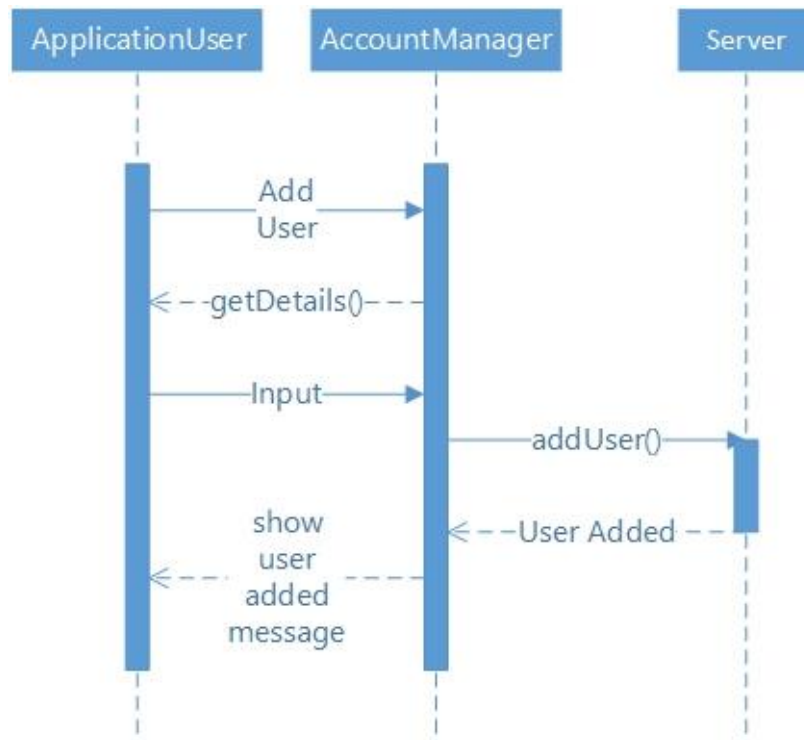 ApplicationUser
AccountManager
Server
Add
User
getDetails()
Input
addUser()
User Added
show
user
added
message